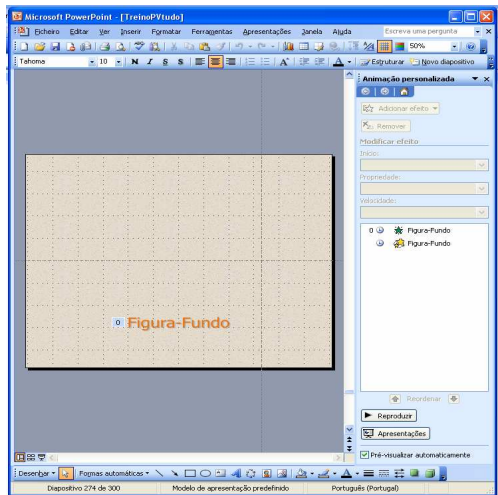 Microsoft PowerPoint - [TreinoPVtudo]
Ficheiro Editar Ver Inserir Formatar Ferramentas Apresentações Janela Ajuda Escreva uma pergunta
50%
Tahoma 10 N I S S A A Estruturar Novo diapositivo
Animação personalizada
Adicionar efeito
Remover
Modificar efeito
Início:
Propriedade:
Velocidade:
0 Figura-Fundo
Figura-Fundo
0 Figura-Fundo
Reordenar
Reproduzir
Apresentações
Pré-visualizar automaticamente
Desenhar Formas automáticas A
Diapositivo 274 de 300 Modelo de apresentação predefinido Português (Portugal)